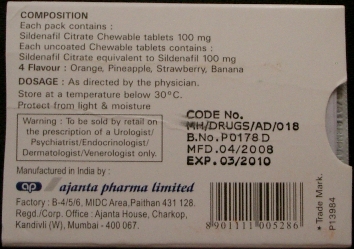 COMPOSITION
Each pack contains :
Sildenafil Citrate Chewable tablets 100 mg
Each uncoated Chewable tablets contains :
Sildenafil Citrate equivalent to Sildenafil 100 mg
4 Flavour : Orange, Pineapple, Strawberry, Banana
DOSAGE : As directed by the physician.
Store at a temperature below 30°C.
Protect from light & moisture
Warning : To be sold by retail on
the prescription of a Urologist/
Psychiatrist/Endocrinologist/
Dermatologist/Venerologist only.
CODE No.
MH/DRUGS/AD/018
B.No.P0178D
MFD.04/2008
EXP.03/2010
Manufactured in India by :
ap ajanta pharma limited
Factory : B-4/5/6, MIDC Area, Paithan 431 128.
Regd./Corp. Office : Ajanta House, Charkop,
Kandivli (W), Mumbai - 400 067.
8901111005286
* Trade Mark.
P13984